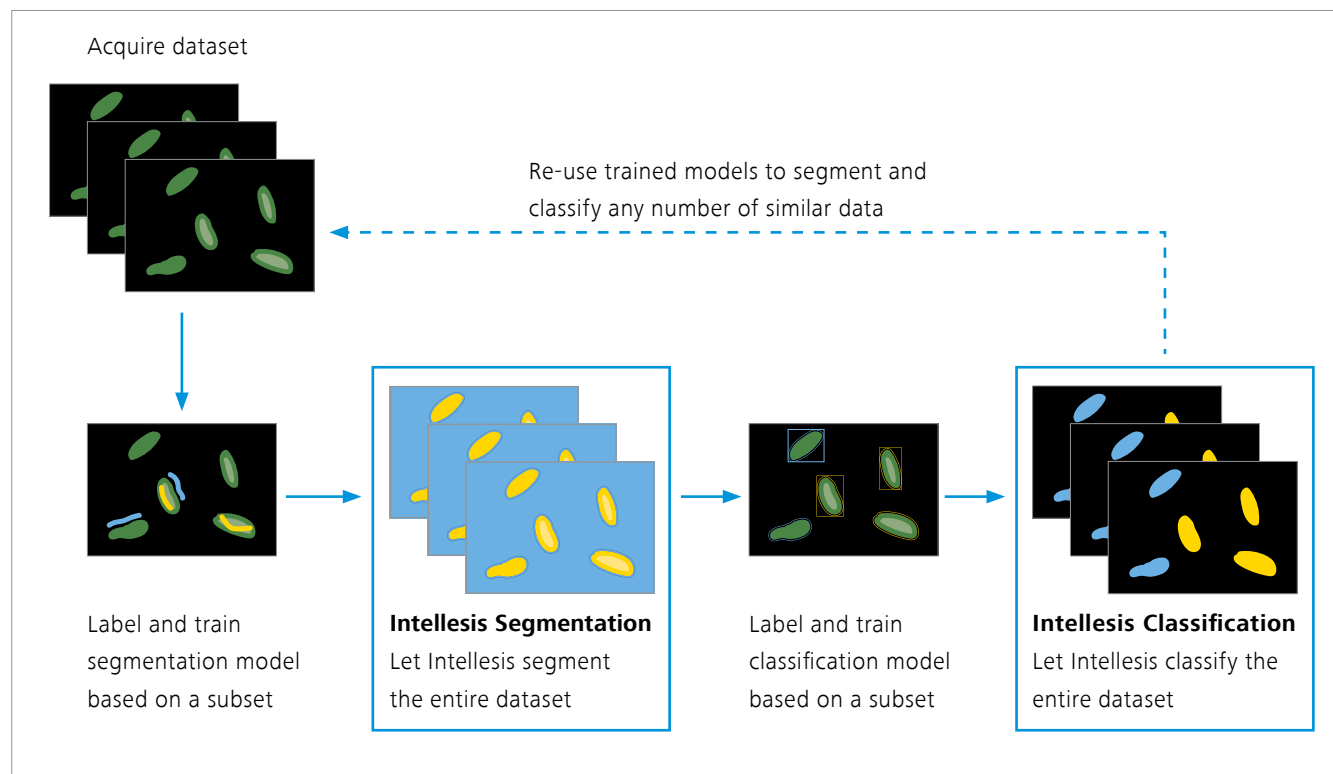 Acquire dataset
Re-use trained models to segment and
classify any number of similar data
Label and train
segmentation model
based on a subset
Intellesis Segmentation
Let Intellesis segment
the entire dataset
Label and train
classification model
based on a subset
Intellesis Classification
Let Intellesis classify the
entire dataset